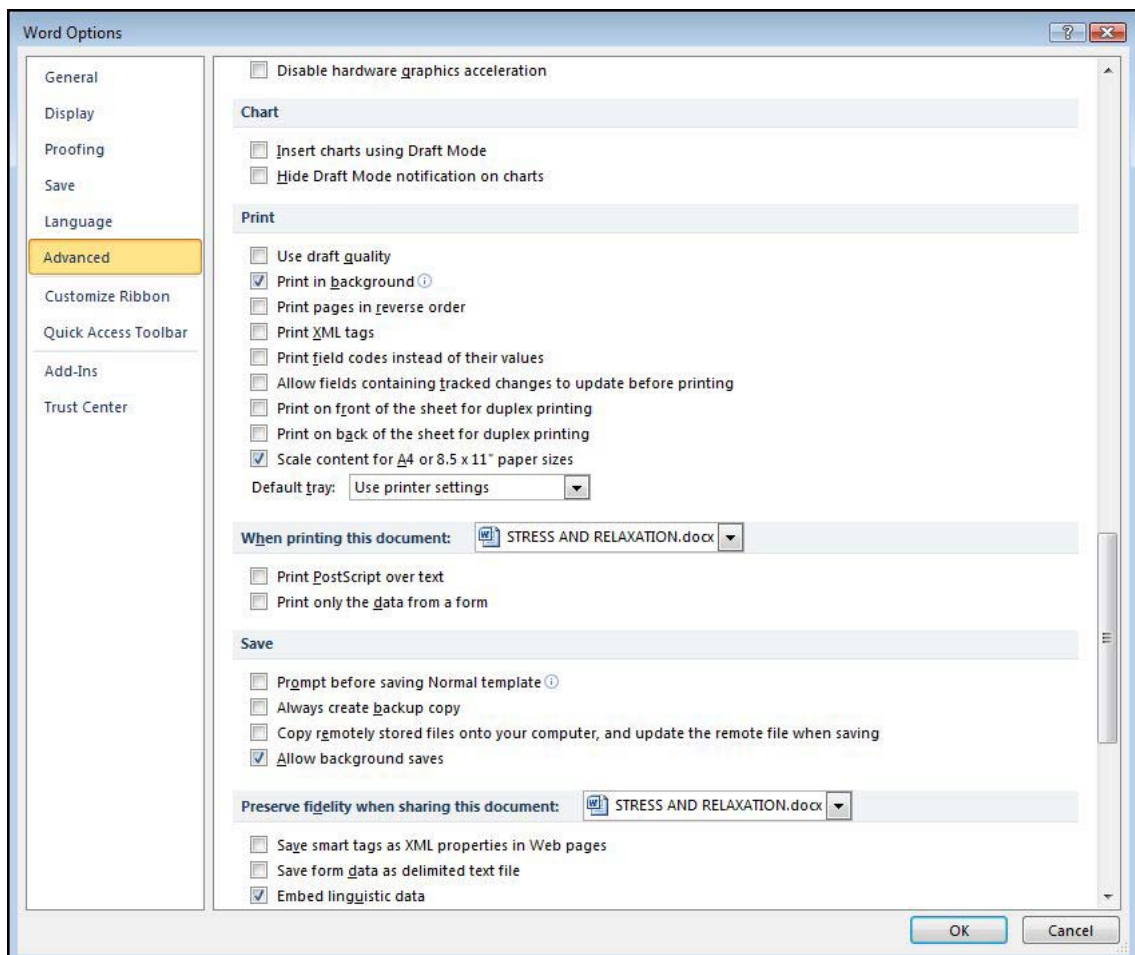 Word Options
General
Display
Proofing
Save
Language
Advanced
Customize Ribbon
Quick Access Toolbar
Add-Ins
Trust Center
Disable hardware graphics acceleration
Chart
Insert charts using Draft Mode
Hide Draft Mode notification on charts
Print
Use draft quality
Print in background
Print pages in reverse order
Print XML tags
Print field codes instead of their values
Allow fields containing tracked changes to update before printing
Print on front of the sheet for duplex printing
Print on back of the sheet for duplex printing
Scale content for A4 or 8.5 x 11" paper sizes
Default tray: Use printer settings
When printing this document: STRESS AND RELAXATION.docx
Print PostScript over text
Print only the data from a form
Save
Prompt before saving Normal template
Always create backup copy
Copy remotely stored files onto your computer, and update the remote file when saving
Allow background saves
Preserve fidelity when sharing this document: STRESS AND RELAXATION.docx
Save smart tags as XML properties in Web pages
Save form data as delimited text file
Embed linguistic data
OK Cancel